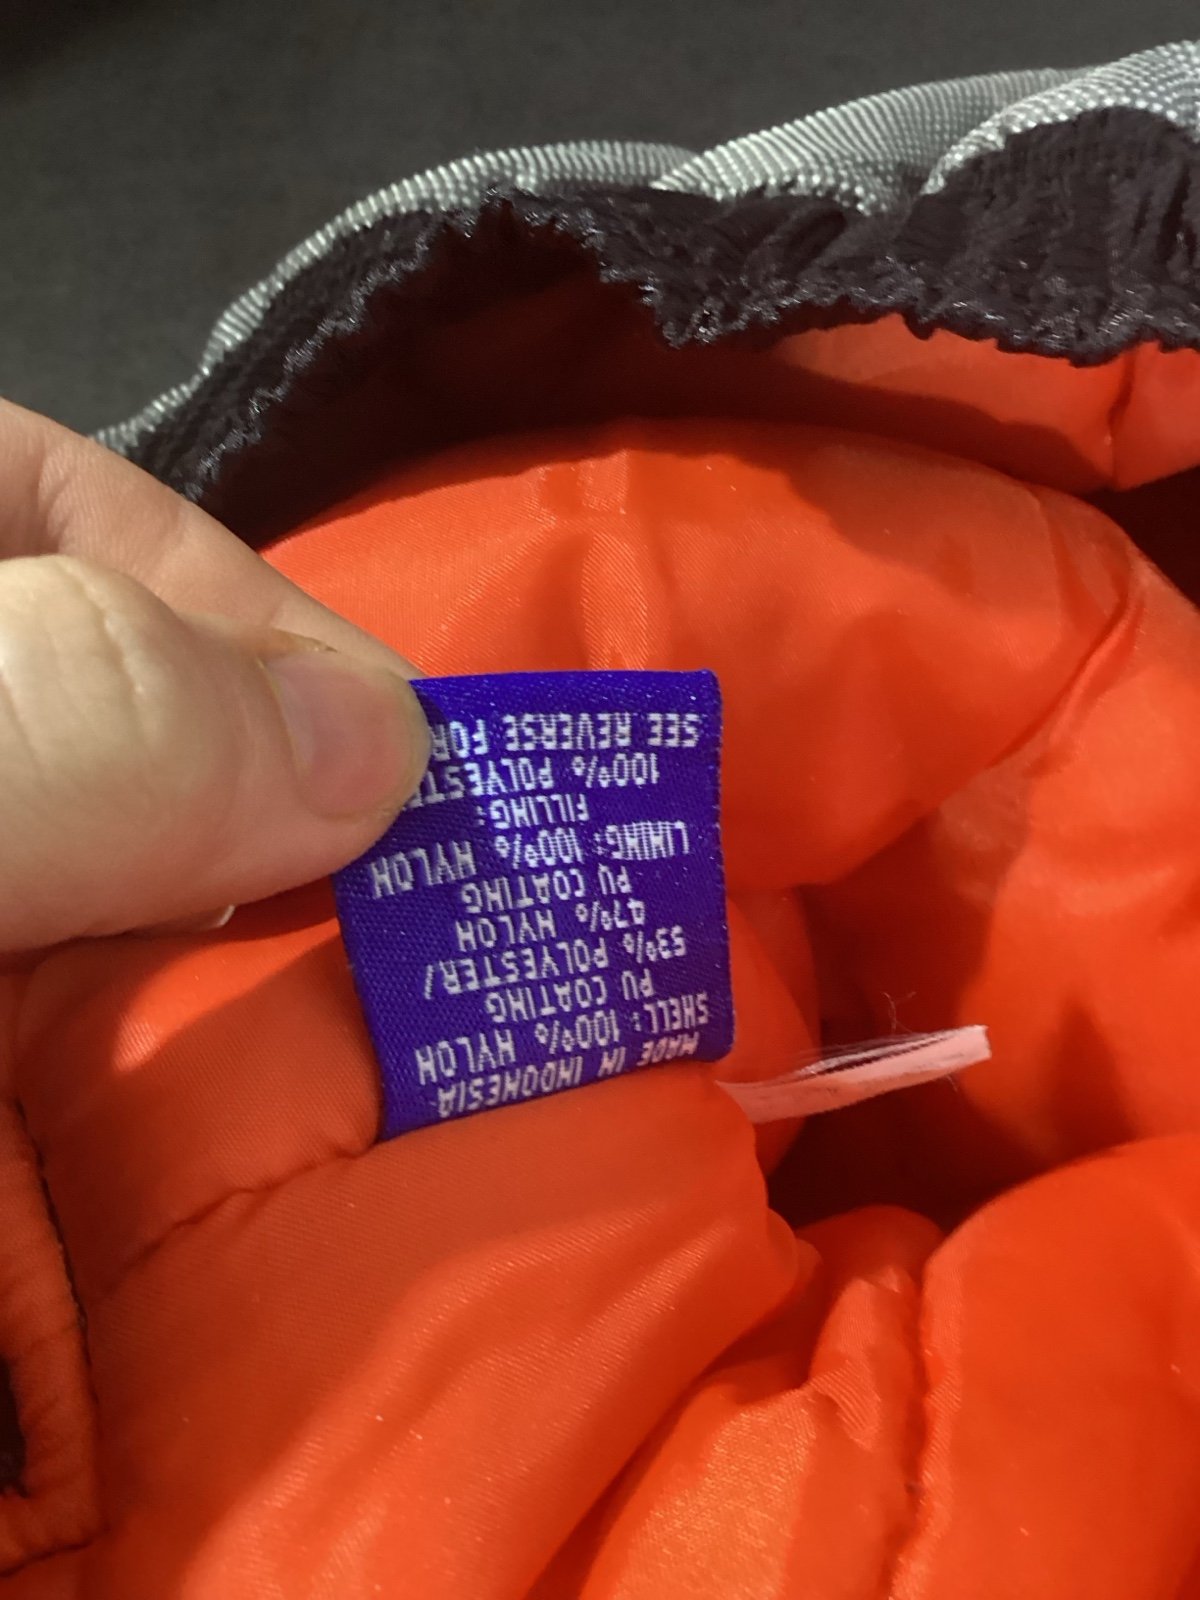 MADE IN INDONESIA
SHELL: 100% NYLON
PU COATING
53% POLYESTER/
47% NYLON
PU COATING
LINING: 100% NYLON
FILLING:
100% POLYESTE
SEE REVERSE FOR